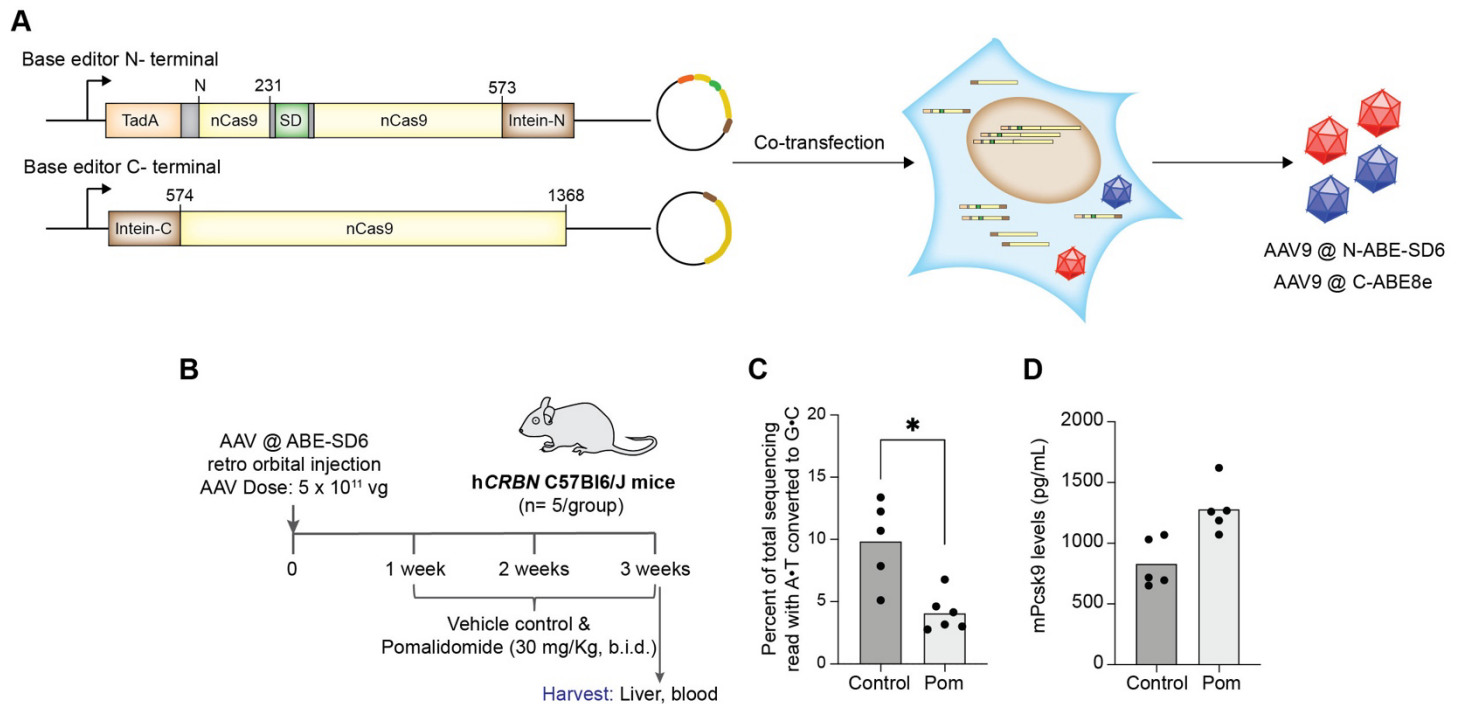 A
Base editor N- terminal
N
231
573
TadA
nCas9
SD
nCas9
Intein-N
Base editor C- terminal
574
1368
Intein-C
nCas9
Co-transfection
AAV9 @ N-ABE-SD6
AAV9 @ C-ABE8e
B
AAV @ ABE-SD6
retro orbital injection
AAV Dose: 5 x 10¹¹ vg
hCRBN C57Bl6/J mice
(n= 5/group)
0
1 week
2 weeks
3 weeks
Vehicle control &
Pomalidomide (30 mg/Kg, b.i.d.)
Harvest: Liver, blood
C
Percent of total sequencing
read with A•T converted to G•C
20
15
10
5
0
*
Control
Pom
D
mPcsk9 levels (pg/mL)
2000
1500
1000
500
0
Control
Pom